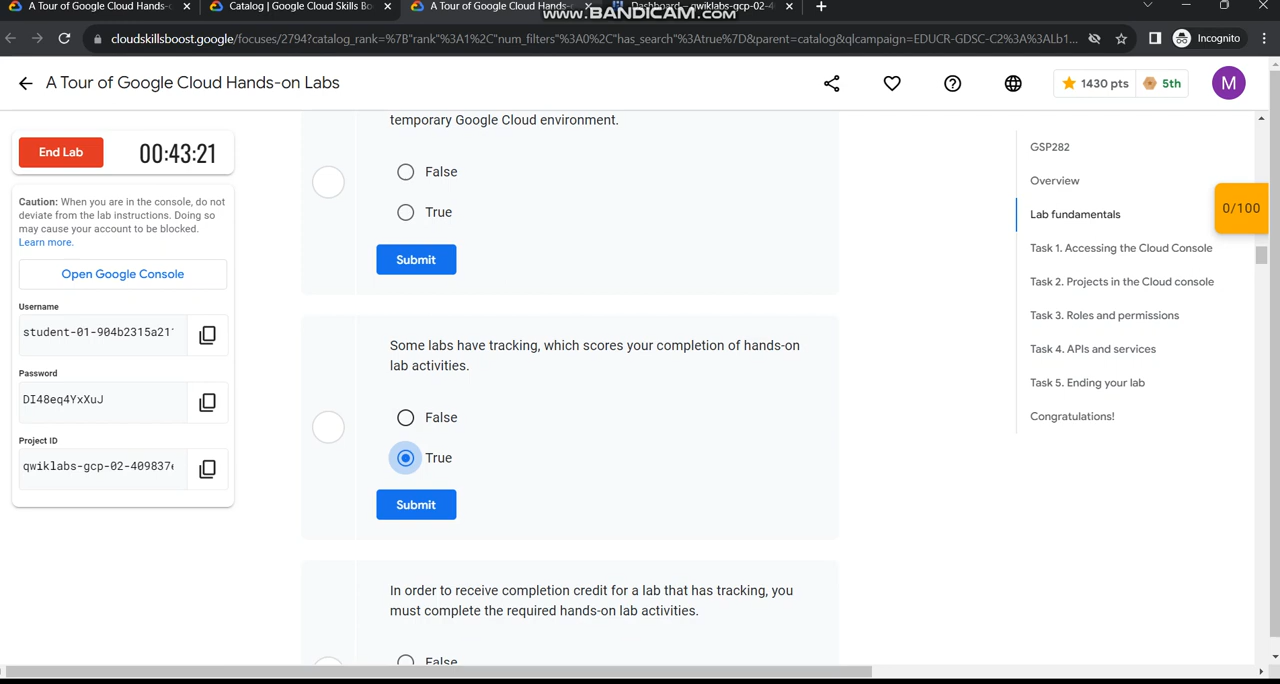 A Tour of Google Cloud Hands-on
Catalog | Google Cloud Skills Bo
A Tour of Google Cloud Hands-on
Dashboard – qwiklabs-gcp-02-4
www.BANDICAM.com
cloudskillsboost.google/focuses/2794?catalog_rank=%7B"rank"%3A1%2C"num_filters"%3A0%2C"has_search"%3Atrue%7D&parent=catalog&qlcampaign=EDUCR-GDSC-C2%3A%3ALb1...
Incognito
A Tour of Google Cloud Hands-on Labs
1430 pts
5th
M
End Lab
00:43:21
Caution: When you are in the console, do not
deviate from the lab instructions. Doing so
may cause your account to be blocked.
Learn more.
Open Google Console
Username
student-01-904b2315a21
Password
DI48eq4YxXuJ
Project ID
qwiklabs-gcp-02-409837
temporary Google Cloud environment.
False
True
Submit
Some labs have tracking, which scores your completion of hands-on
lab activities.
False
True
Submit
In order to receive completion credit for a lab that has tracking, you
must complete the required hands-on lab activities.
False
GSP282
Overview
Lab fundamentals
Task 1. Accessing the Cloud Console
Task 2. Projects in the Cloud console
Task 3. Roles and permissions
Task 4. APIs and services
Task 5. Ending your lab
Congratulations!
0/100